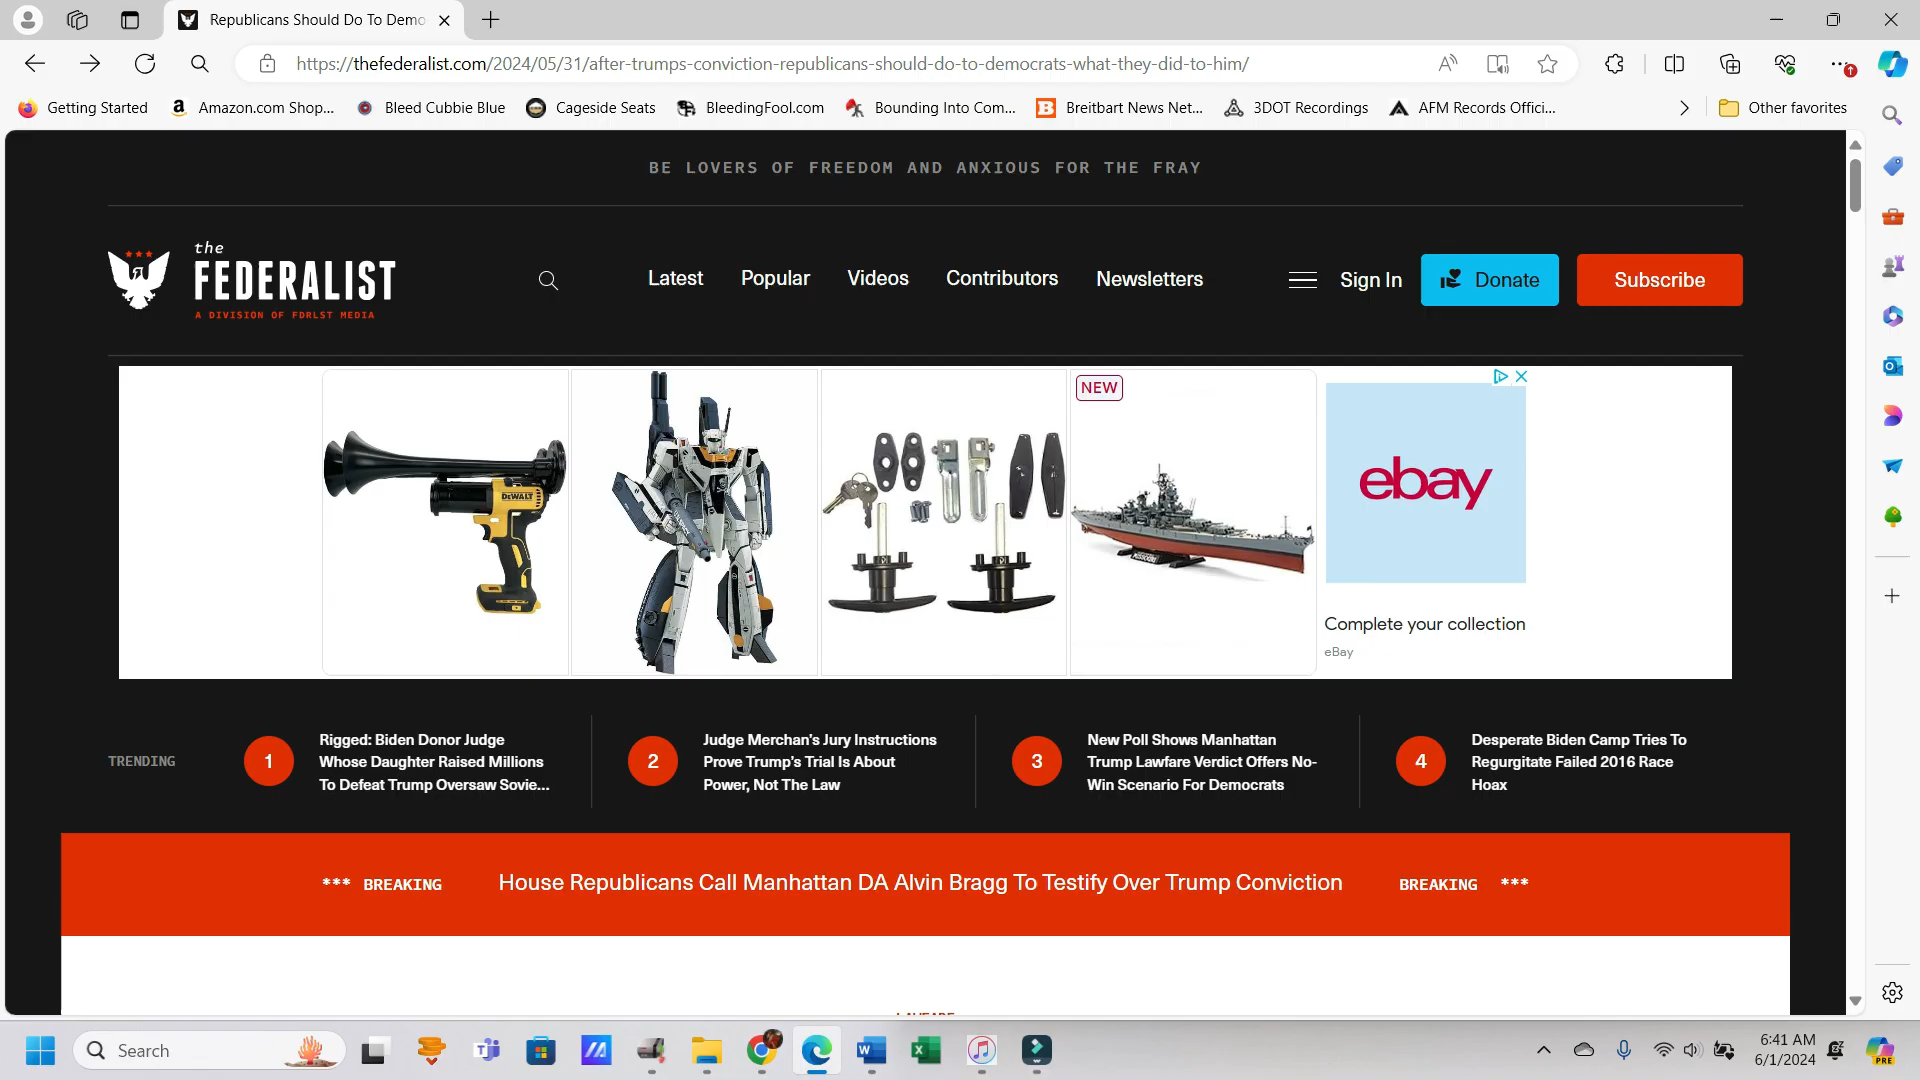 Republicans Should Do To Demo
https://thefederalist.com/2024/05/31/after-trumps-conviction-republicans-should-do-to-democrats-what-they-did-to-him/
Getting Started
Amazon.com Shop...
Bleed Cubbie Blue
Cageside Seats
BleedingFool.com
Bounding Into Com...
Breitbart News Net...
3DOT Recordings
AFM Records Offici...
Other favorites
BE LOVERS OF FREEDOM AND ANXIOUS FOR THE FRAY
the
FEDERALIST
A DIVISION OF FDRLST MEDIA
Latest
Popular
Videos
Contributors
Newsletters
Sign In
Donate
Subscribe
DEWALT
NEW
MISSOURI
ebay
Complete your collection
eBay
TRENDING
1
Rigged: Biden Donor Judge
Whose Daughter Raised Millions
To Defeat Trump Oversaw Sovie...
2
Judge Merchan's Jury Instructions
Prove Trump's Trial Is About
Power, Not The Law
3
New Poll Shows Manhattan
Trump Lawfare Verdict Offers No-
Win Scenario For Democrats
4
Desperate Biden Camp Tries To
Regurgitate Failed 2016 Race
Hoax
*** BREAKING
House Republicans Call Manhattan DA Alvin Bragg To Testify Over Trump Conviction
BREAKING ***
LAWFARE
Search
6:41 AM
6/1/2024
PRE